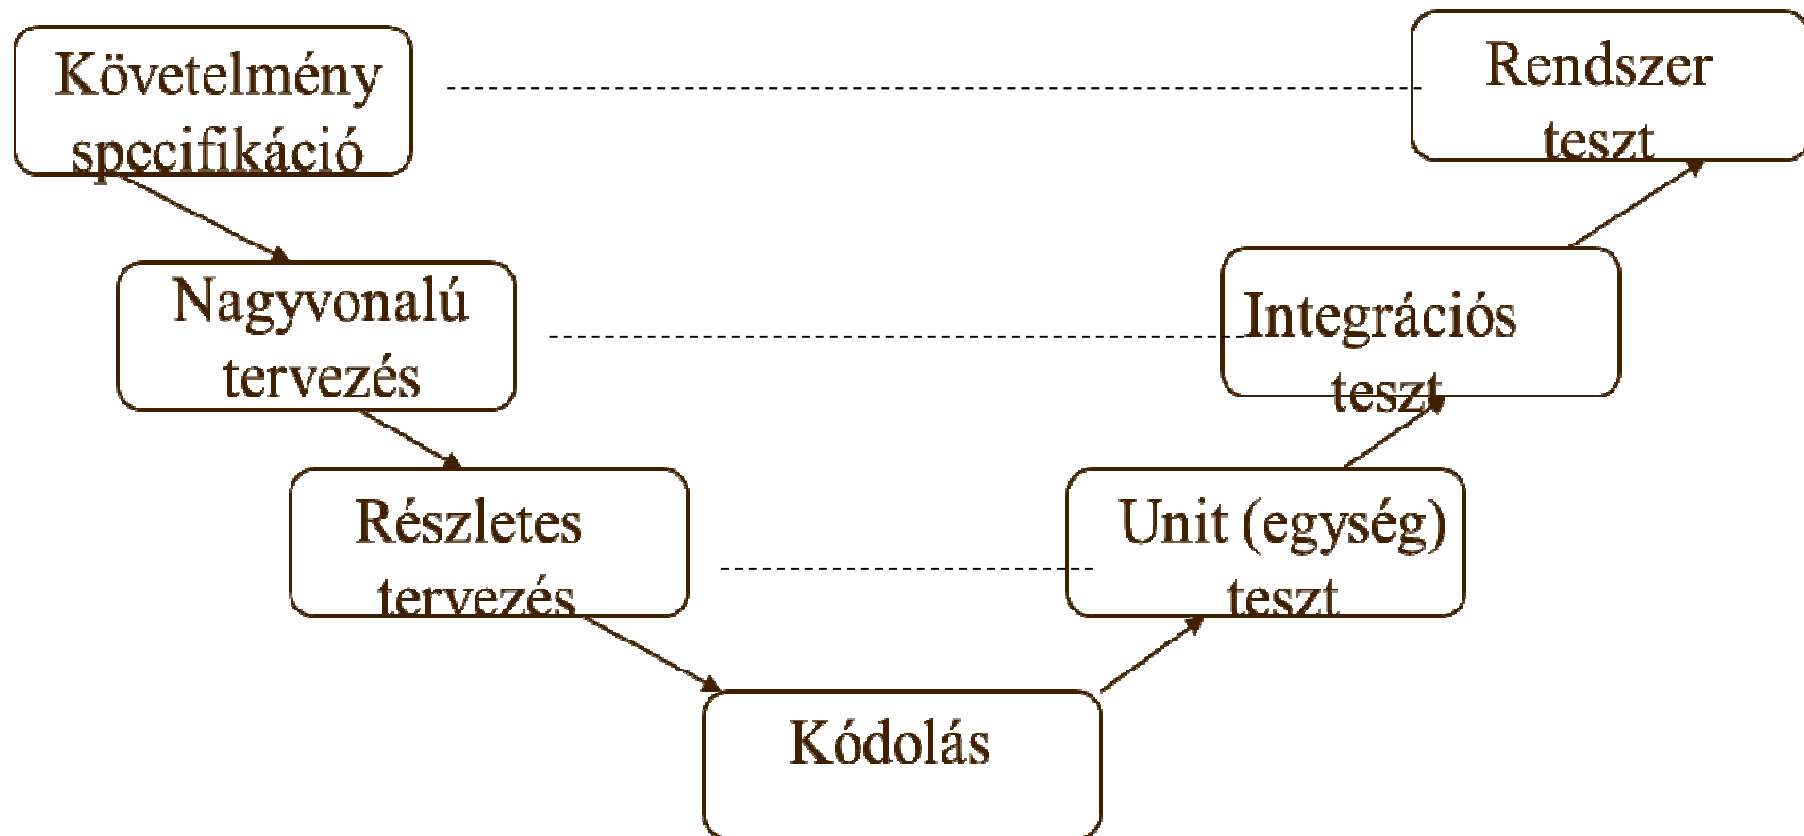 Követelmény
specifikáció
Rendszer
teszt
Nagyvonalú
tervezés
Integrációs
teszt
Részletes
tervezés
Unit (egység)
teszt
Kódolás